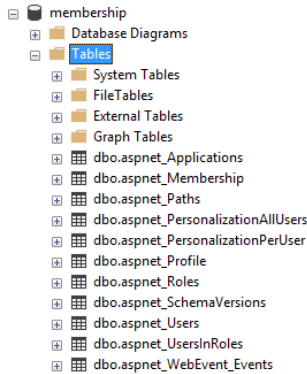 membership
Database Diagrams
Tables
System Tables
FileTables
External Tables
Graph Tables
dbo.aspnet_Applications
dbo.aspnet_Membership
dbo.aspnet_Paths
dbo.aspnet_PersonalizationAllUsers
dbo.aspnet_PersonalizationPerUser
dbo.aspnet_Profile
dbo.aspnet_Roles
dbo.aspnet_SchemaVersions
dbo.aspnet_Users
dbo.aspnet_UsersInRoles
dbo.aspnet_WebEvent_Events